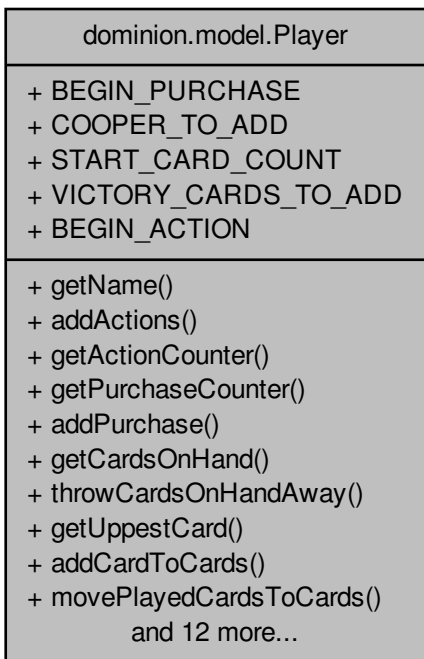 dominion.model.Player
+ BEGIN_PURCHASE
+ COOPER_TO_ADD
+ START_CARD_COUNT
+ VICTORY_CARDS_TO_ADD
+ BEGIN_ACTION
+ getName()
+ addActions()
+ getActionCounter()
+ getPurchaseCounter()
+ addPurchase()
+ getCardsOnHand()
+ throwCardsOnHandAway()
+ getUppestCard()
+ addCardToCards()
+ movePlayedCardsToCards()
and 12 more...